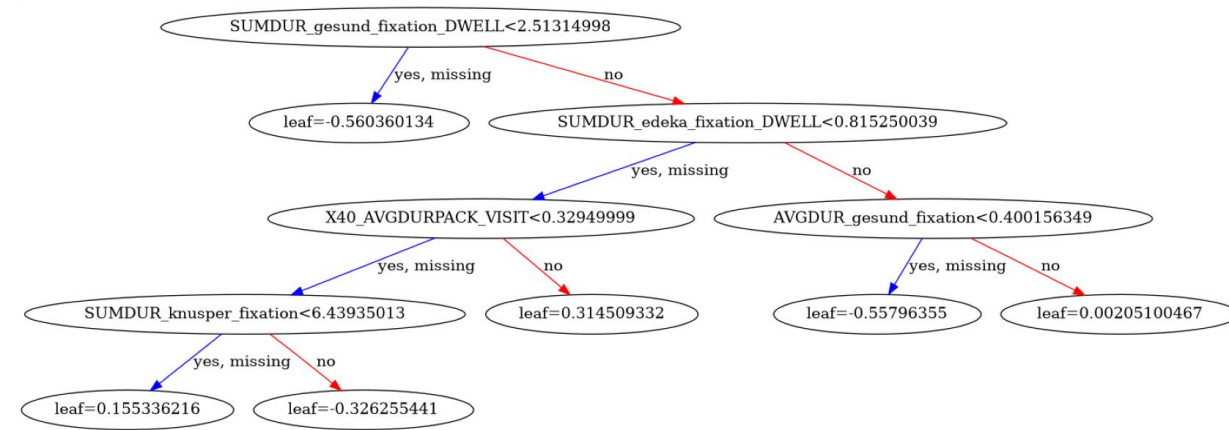 SUMDUR_gesund_fixation_DWELL<2.51314998
yes, missing
no
leaf=-0.560360134
SUMDUR_edeka_fixation_DWELL<0.815250039
yes, missing
no
X40_AVGDURPACK_VISIT<0.32949999
AVGDUR_gesund_fixation<0.400156349
yes, missing
no
yes, missing
no
SUMDUR_knusper_fixation<6.43935013
leaf=0.314509332
leaf=-0.55796355
leaf=0.00205100467
yes, missing
no
leaf=0.155336216
leaf=-0.326255441